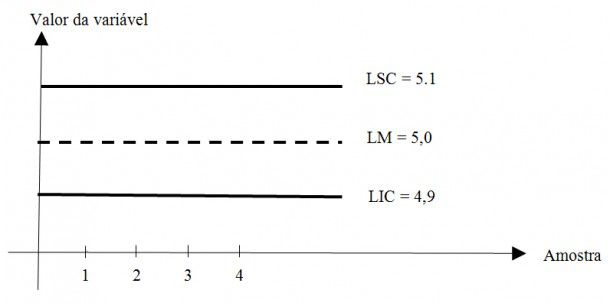 Valor da variável
LSC = 5.1
LM = 5,0
LIC = 4,9
Amostra
1 2 3 4